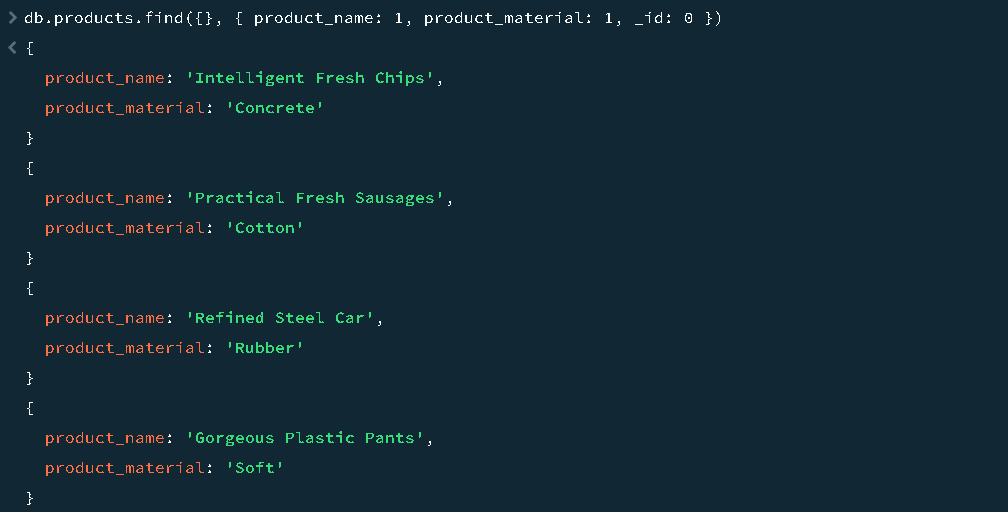 > db.products.find({}, { product_name: 1, product_material: 1, _id: 0 })
< {
product_name: 'Intelligent Fresh Chips',
product_material: 'Concrete'
}
{
product_name: 'Practical Fresh Sausages',
product_material: 'Cotton'
}
{
product_name: 'Refined Steel Car',
product_material: 'Rubber'
}
{
product_name: 'Gorgeous Plastic Pants',
product_material: 'Soft'
}